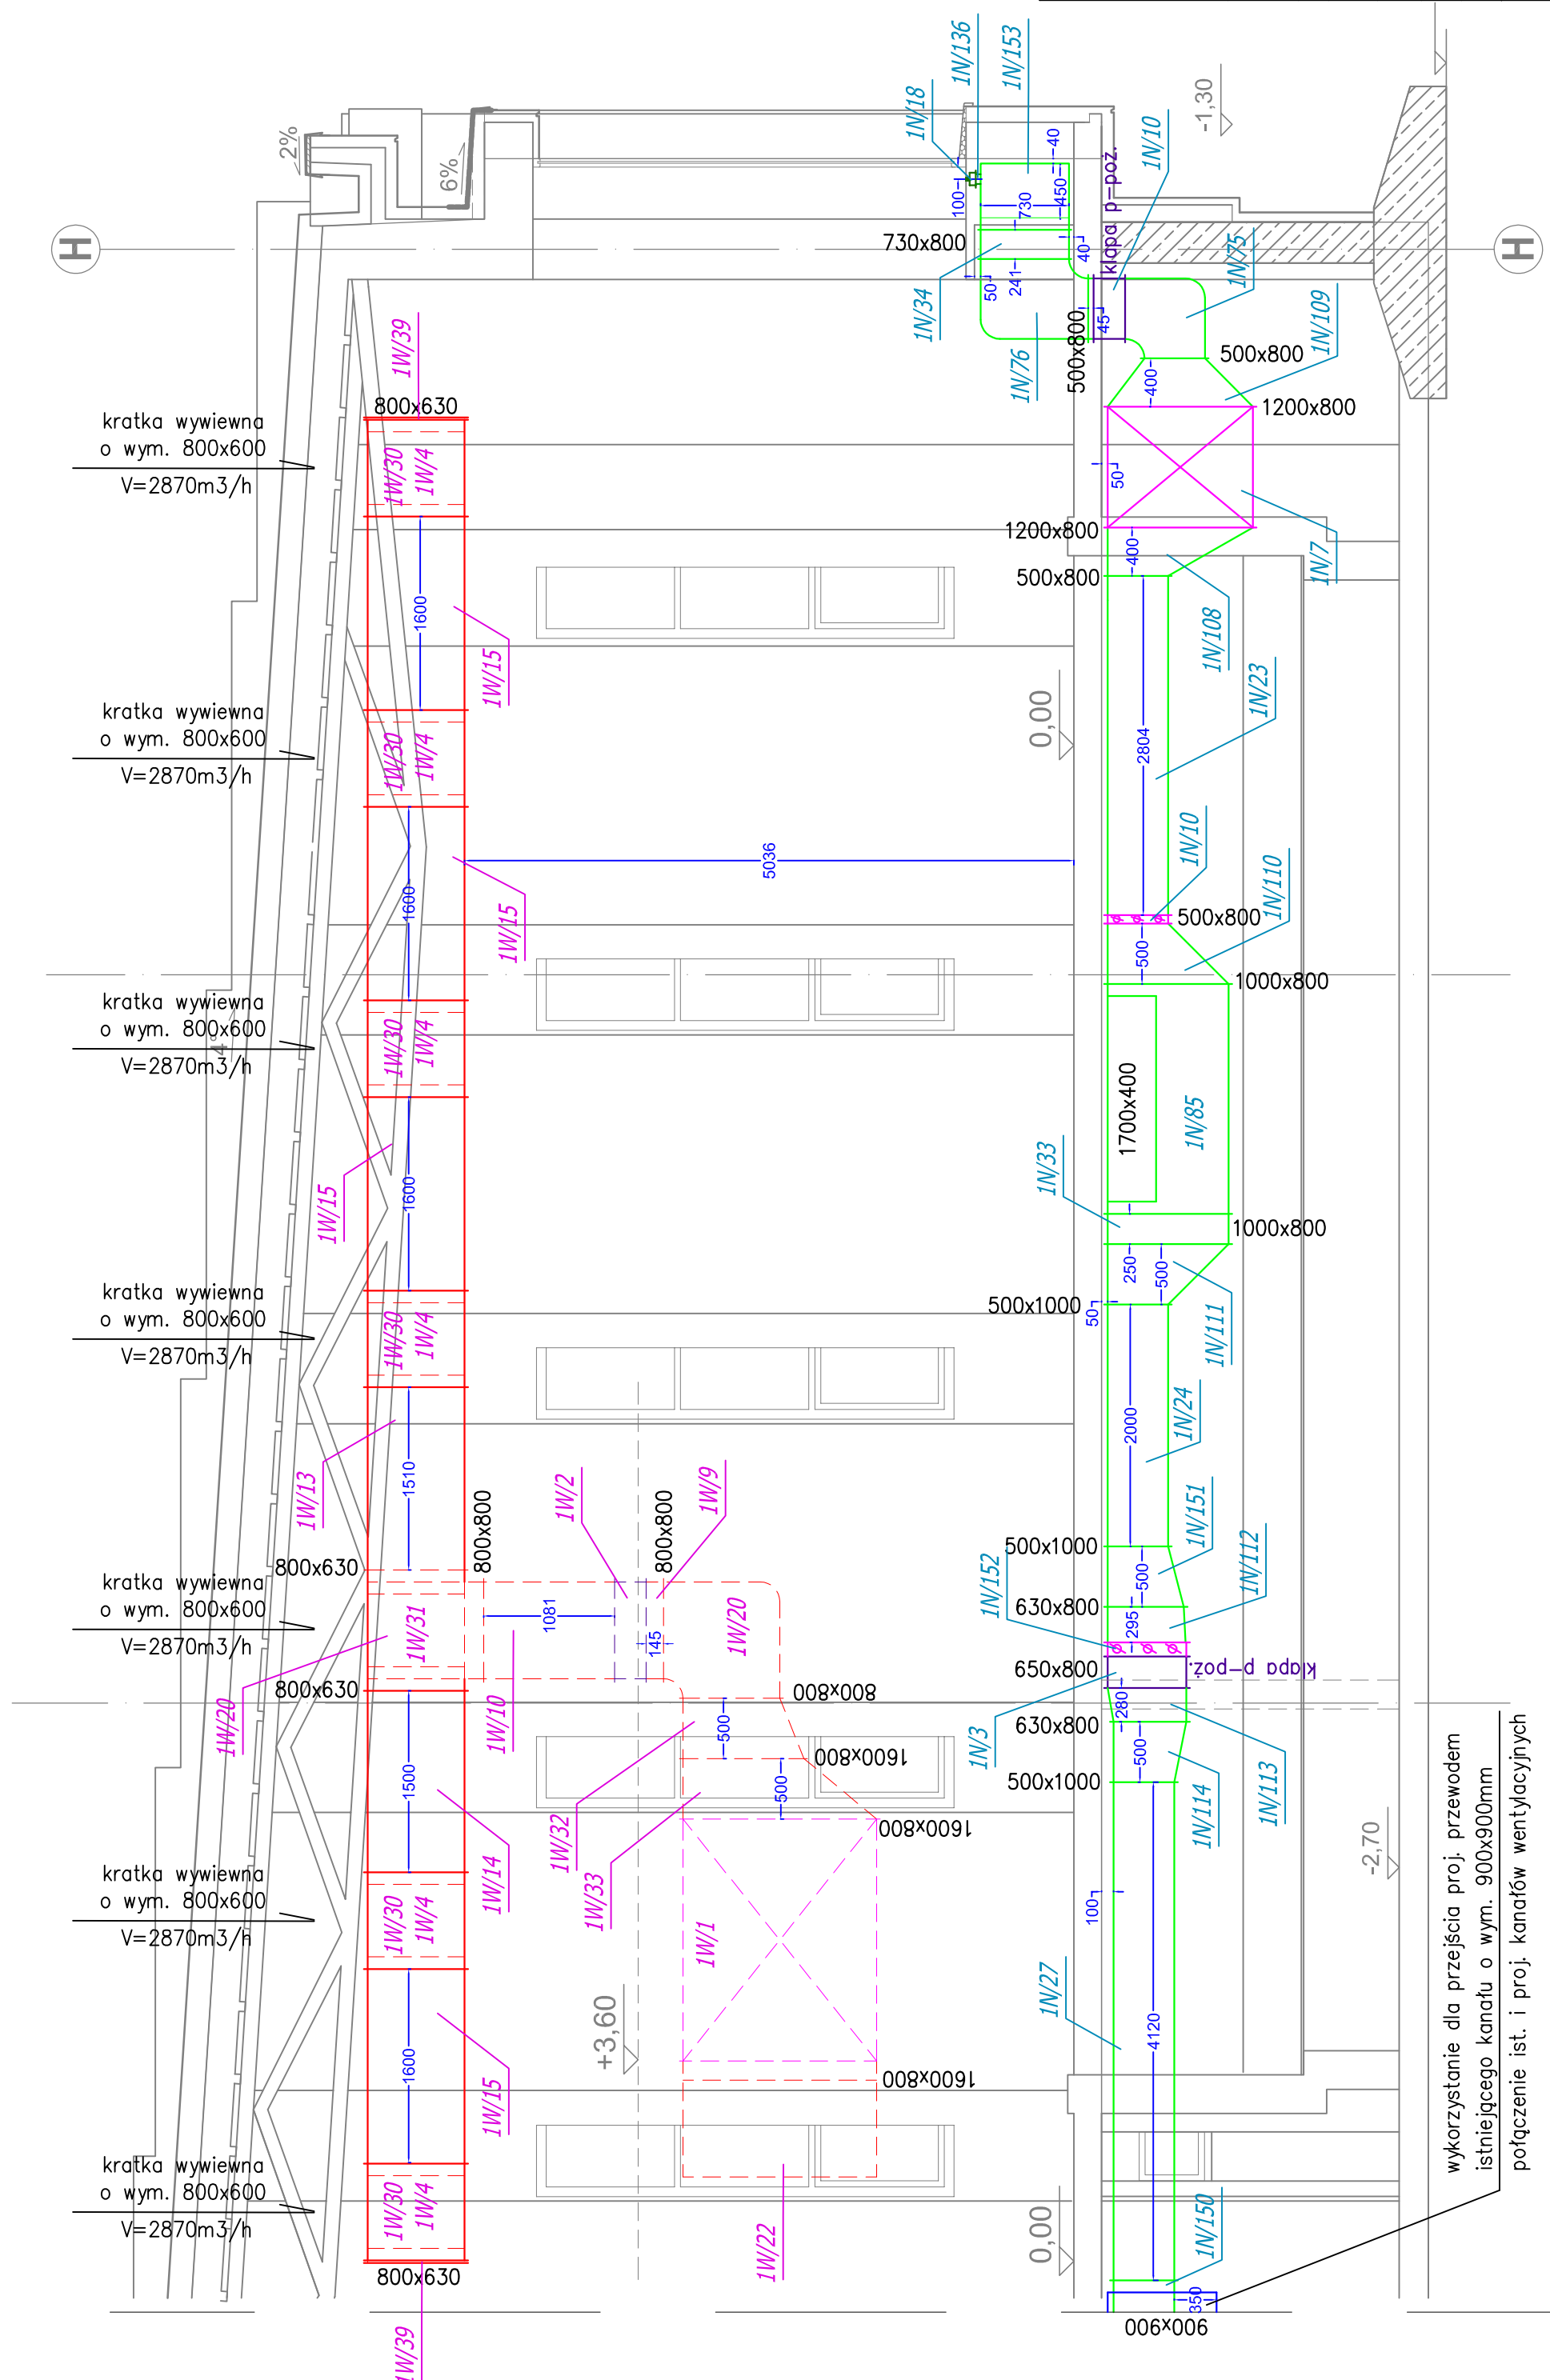 1N/136
1N/153
1N/18
2%
6%
-1,30
1N/10
klapa p-poż.
H
H
100
730
450
40
730x800
40
50
241
45
1N/75
1N/34
1N/76
500x800
1N/109
500x800
400
1200x800
1W/39
800x630
kratka wywiewna
o wym. 800x600
V=2870m3/h
1W/30
1W/4
50
1200x800
400
500x800
1N/7
1600
1W/15
1N/108
1N/23
0,00
2804
kratka wywiewna
o wym. 800x600
V=2870m3/h
1W/30
1W/4
1600
1W/15
5036
1N/10
500x800
1N/110
500
1000x800
kratka wywiewna
o wym. 800x600
V=2870m3/h
4°
1W/30
1W/4
1700x400
1N/85
1N/33
1W/15
1600
1000x800
250
500
500x1000
50
1N/111
kratka wywiewna
o wym. 800x600
V=2870m3/h
1W/30
1W/4
2000
1N/24
1W/13
1510
1W/2
1W/9
800x800
800x800
500x1000
500
1N/151
1N/112
1N/152
800x630
kratka wywiewna
o wym. 800x600
V=2870m3/h
1W/31
1081
145
1W/20
630x800
295
650x800
klapa p-poż.
280
1W/20
800x630
1W/10
800x800
500
1600x800
500
1N/3
630x800
500
500x1000
1N/114
1N/113
1500
1W/14
1W/32
1W/33
1600x800
-2,70
kratka wywiewna
o wym. 800x600
V=2870m3/h
1W/30
1W/4
1W/1
100
1N/27
4120
1600
1W/15
+3,60
1600x800
kratka wywiewna
o wym. 800x600
V=2870m3/h
1W/30
1W/4
1W/22
0,00
1N/150
800x630
350
900x900
1W/39
wykorzystanie dla przejścia proj. przewodem
istniejącego kanału o wym. 900x900mm
połączenie ist. i proj. kanałów wentylacyjnych